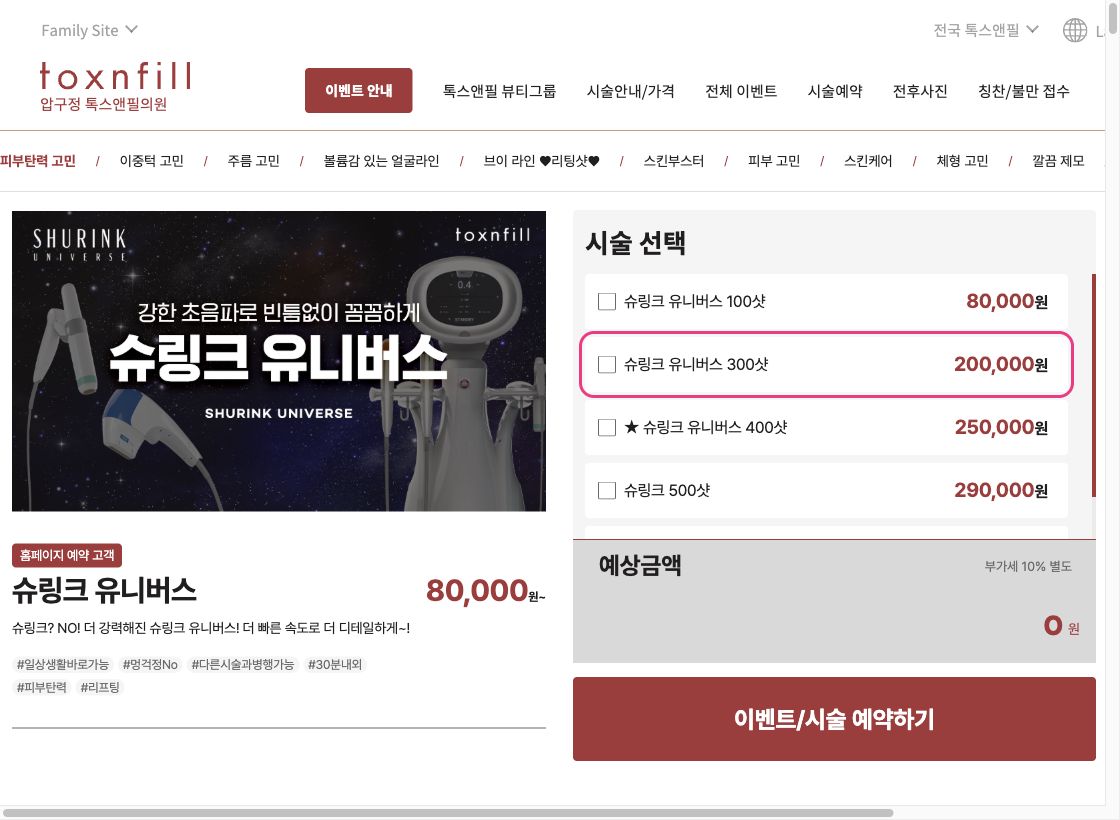 Family Site
전국 톡스앤필
toxnfill
압구정 톡스앤필의원
이벤트 안내
톡스앤필 뷰티그룹
시술안내/가격
전체 이벤트
시술예약
전후사진
칭찬/불만 접수
피부탄력 고민 / 이중턱 고민 / 주름 고민 / 볼륨감 있는 얼굴라인 / 브이 라인 ♥리팅샷♥ / 스킨부스터 / 피부 고민 / 스킨케어 / 체형 고민 / 깔끔 제모
SHURINK
UNIVERSE
toxnfill
0.4
STANDBY
강한 초음파로 빈틈없이 꼼꼼하게
슈링크 유니버스
SHURINK UNIVERSE
홈페이지 예약 고객
슈링크 유니버스
80,000원~
슈링크? NO! 더 강력해진 슈링크 유니버스! 더 빠른 속도로 더 디테일하게~!
#일상생활바로가능 #멍걱정No #다른시술과병행가능 #30분내외
#피부탄력 #리프팅
시술 선택
슈링크 유니버스 100샷 80,000원
슈링크 유니버스 300샷 200,000원
★ 슈링크 유니버스 400샷 250,000원
슈링크 500샷 290,000원
예상금액
부가세 10% 별도
0 원
이벤트/시술 예약하기